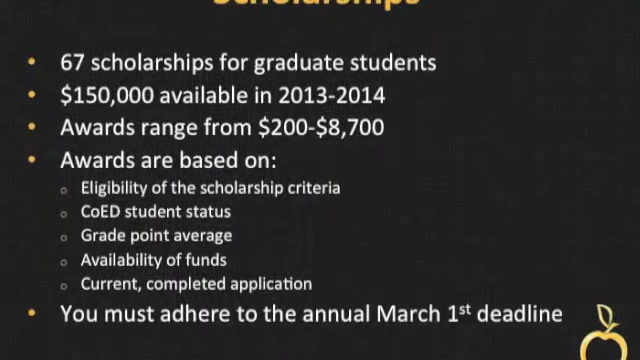 Scholarships
• 67 scholarships for graduate students
• $150,000 available in 2013-2014
• Awards range from $200-$8,700
• Awards are based on:
o Eligibility of the scholarship criteria
o CoED student status
o Grade point average
o Availability of funds
o Current, completed application
• You must adhere to the annual March 1st deadline